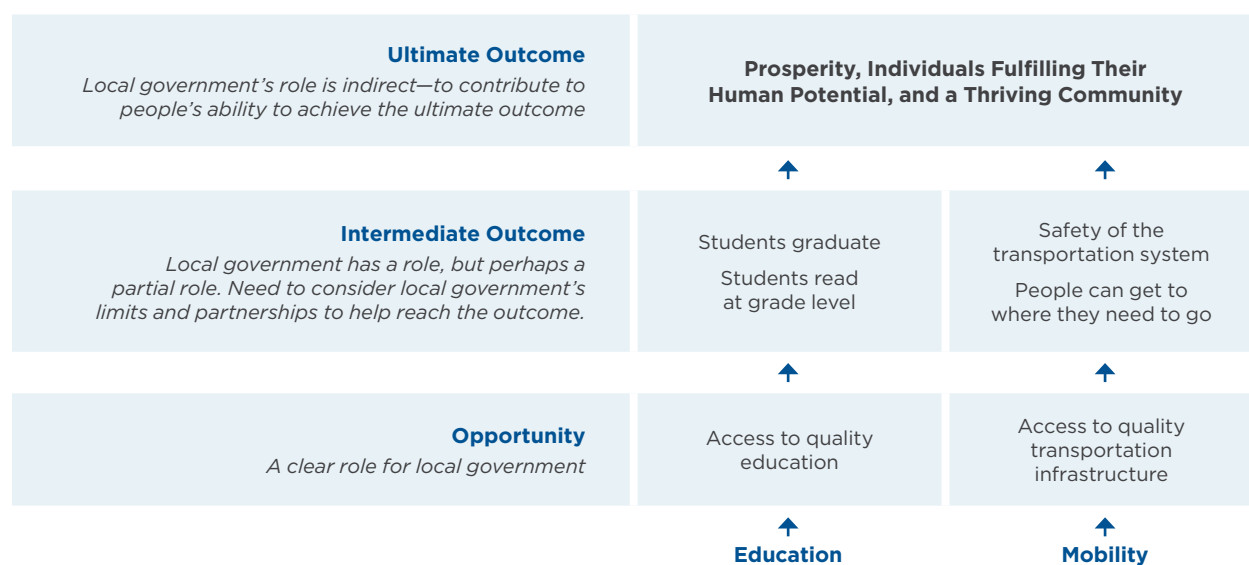 Ultimate Outcome
Local government's role is indirect—to contribute to
people's ability to achieve the ultimate outcome
Prosperity, Individuals Fulfilling Their
Human Potential, and a Thriving Community
Intermediate Outcome
Local government has a role, but perhaps a
partial role. Need to consider local government's
limits and partnerships to help reach the outcome.
Students graduate
Students read
at grade level
Safety of the
transportation system
People can get to
where they need to go
Opportunity
A clear role for local government
Access to quality
education
Access to quality
transportation
infrastructure
Education
Mobility